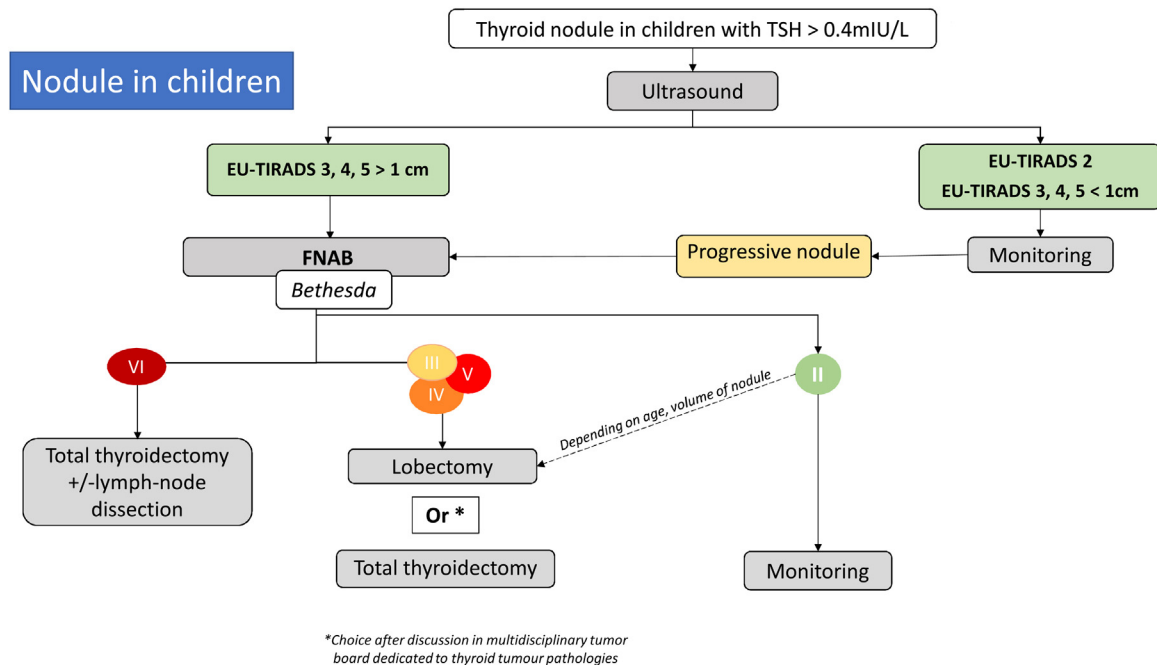 Thyroid nodule in children with TSH > 0.4mIU/L
Nodule in children
Ultrasound
EU-TIRADS 3, 4, 5 > 1 cm
EU-TIRADS 2
EU-TIRADS 3, 4, 5 < 1cm
FNAB
Progressive nodule
Monitoring
Bethesda
VI
III
V
IV
II
Depending on age, volume of nodule
Total thyroidectomy
+/-lymph-node
dissection
Lobectomy
Or *
Total thyroidectomy
Monitoring
*Choice after discussion in multidisciplinary tumor
board dedicated to thyroid tumour pathologies